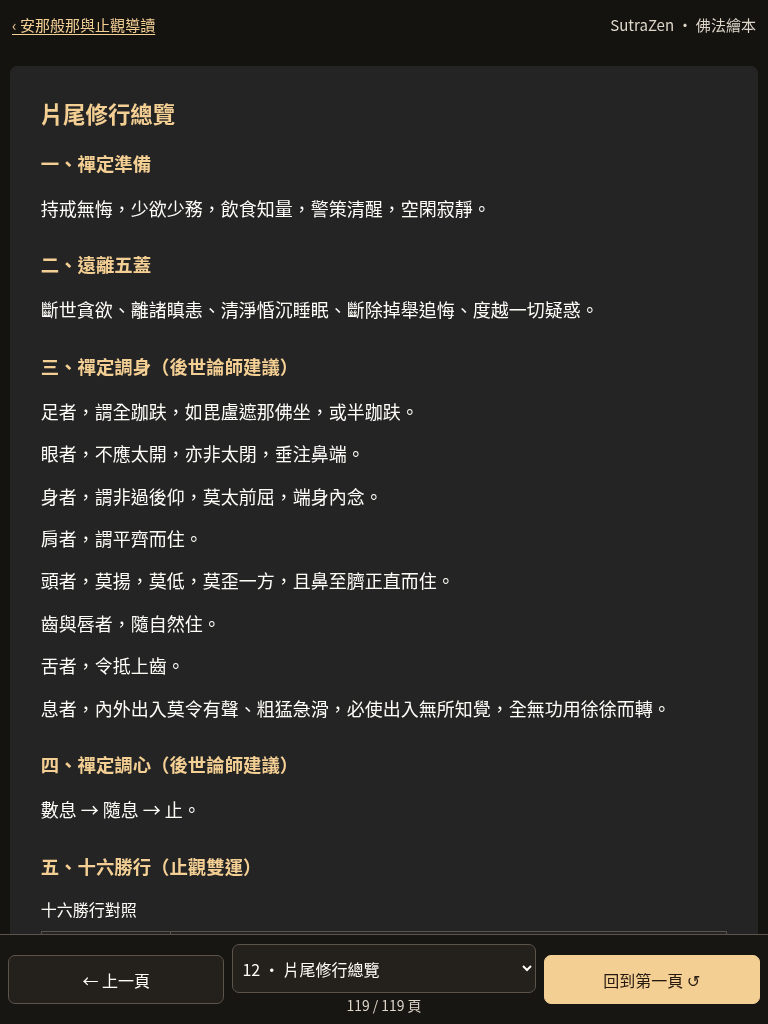 ‹ 安那般那與止觀導讀
SutraZen · 佛法繪本
片尾修行總覽
一、禪定準備
持戒無悔，少欲少務，飲食知量，警策清醒，空閑寂靜。
二、遠離五蓋
斷世貪欲、離諸瞋恚、清淨惛沉睡眠、斷除掉舉追悔、度越一切疑惑。
三、禪定調身（後世論師建議）
足者，謂全跏趺，如毘盧遮那佛坐，或半跏趺。
眼者，不應太開，亦非太閉，垂注鼻端。
身者，謂非過後仰，莫太前屈，端身內念。
肩者，謂平齊而住。
頭者，莫揚，莫低，莫歪一方，且鼻至臍正直而住。
齒與唇者，隨自然住。
舌者，令抵上齒。
息者，內外出入莫令有聲、粗猛急滑，必使出入無所知覺，全無功用徐徐而轉。
四、禪定調心（後世論師建議）
數息 → 隨息 → 止。
五、十六勝行（止觀雙運）
十六勝行對照
← 上一頁
12 · 片尾修行總覽
回到第一頁 ↺
119 / 119 頁